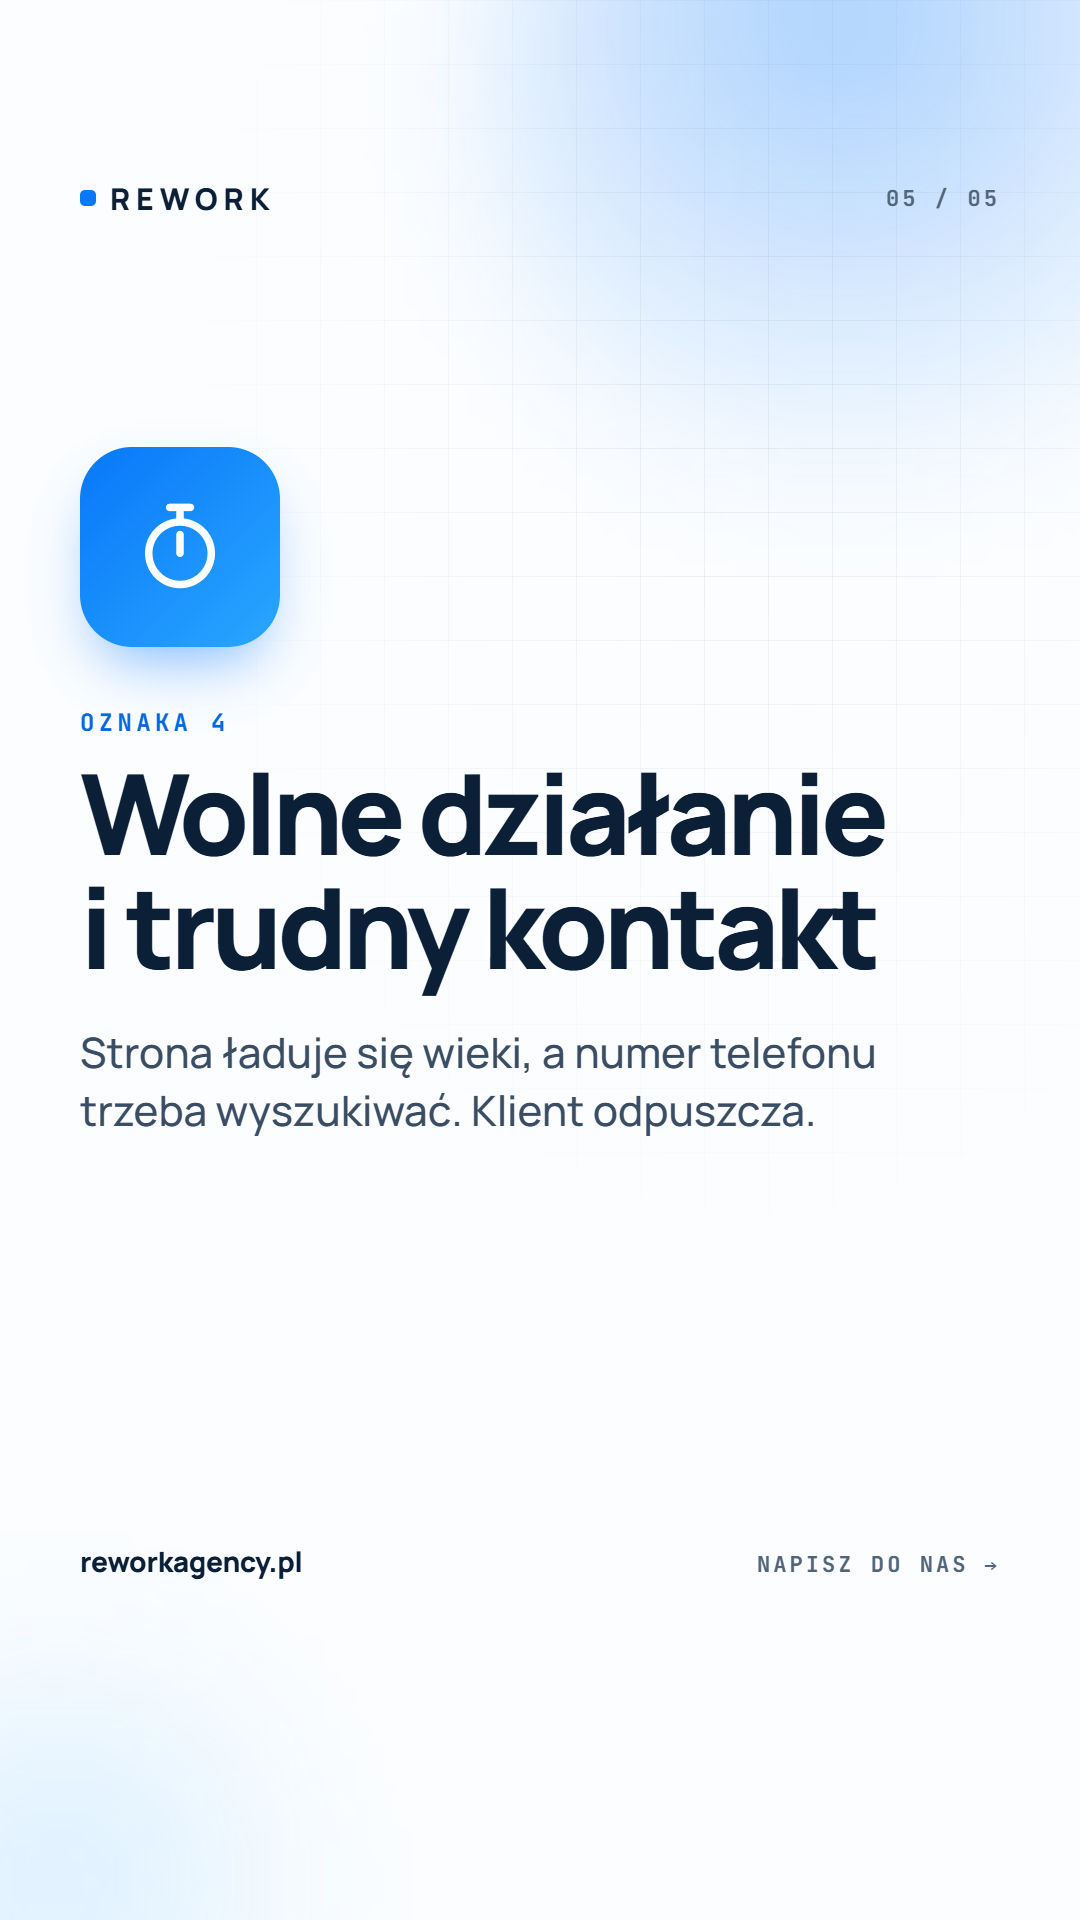 REWORK
05 / 05
OZNAKA 4
Wolne działanie
i trudny kontakt
Strona ładuje się wieki, a numer telefonu
trzeba wyszukiwać. Klient odpuszcza.
reworkagency.pl
NAPISZ DO NAS →